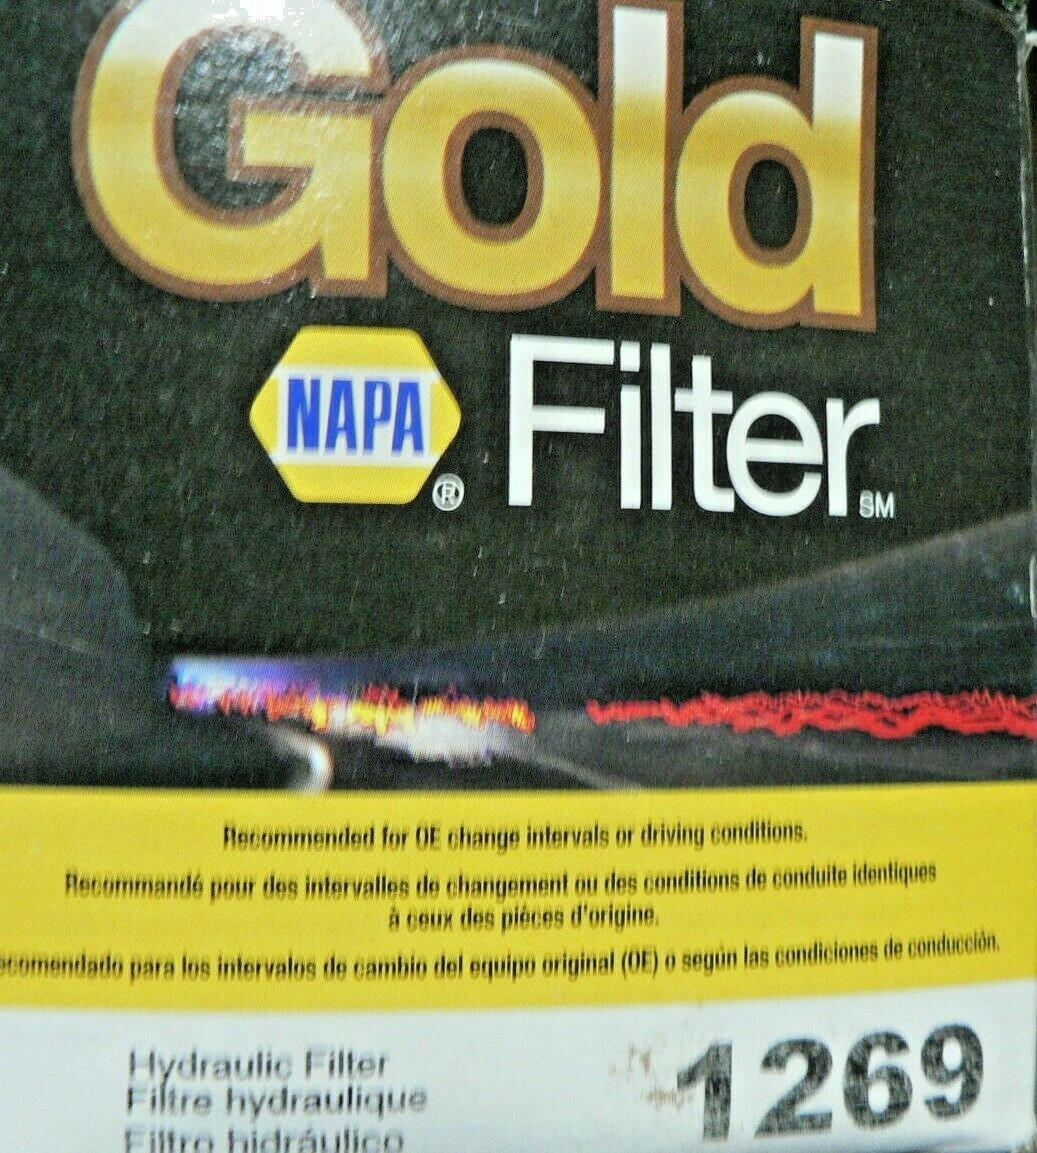 Gold
NAPA® Filter℠
Recommended for OE change intervals or driving conditions.
Recommandé pour des intervalles de changement ou des conditions de conduite identiques
à ceux des pièces d'origine.
ecomendado para los intervalos de cambio del equipo original (OE) o según las condiciones de conducción.
Hydraulic Filter
Filtre hydraulique
Filtro hidráulico
1269